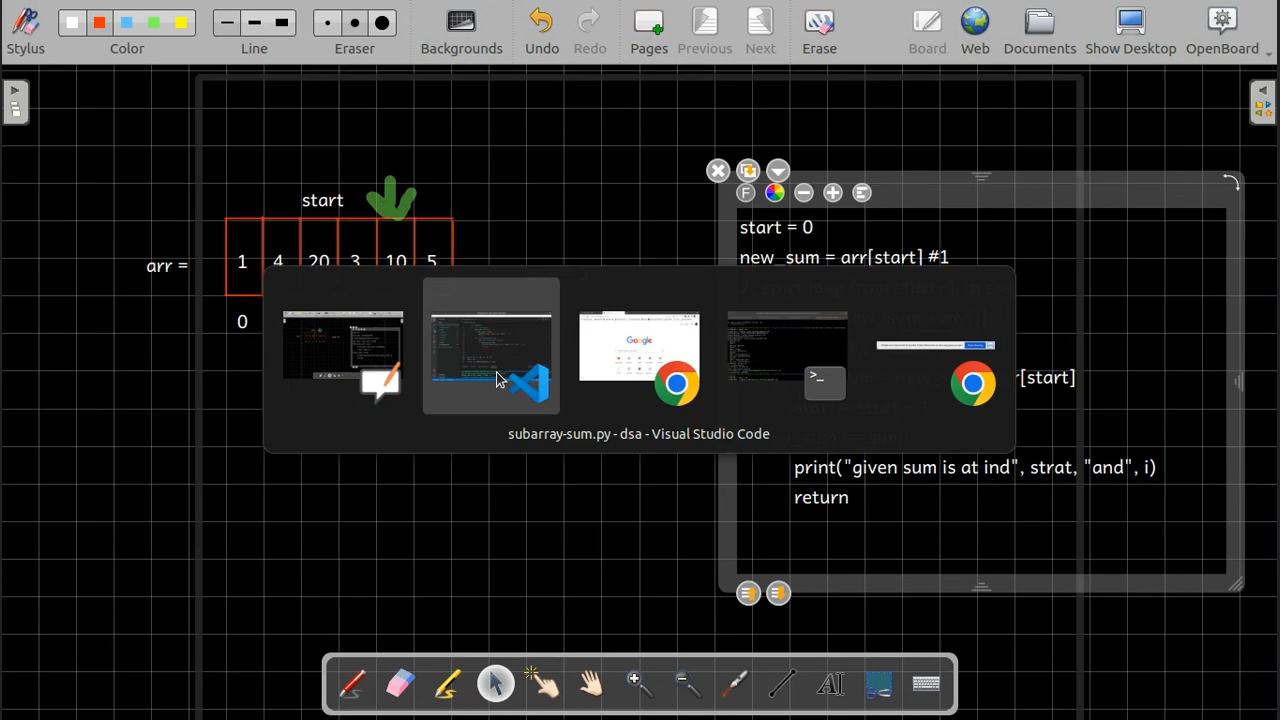 Stylus Color Line Eraser Backgrounds Undo Redo Pages Previous Next Erase Board Web Documents Show Desktop OpenBoard
start
arr = 1 4 20 3 10 5
0
F
start = 0
new_sum = arr[start] #1
r[start]
subarray-sum.py - dsa - Visual Studio Code
print("given sum is at ind", strat, "and", i)
return
Google
>_
AI